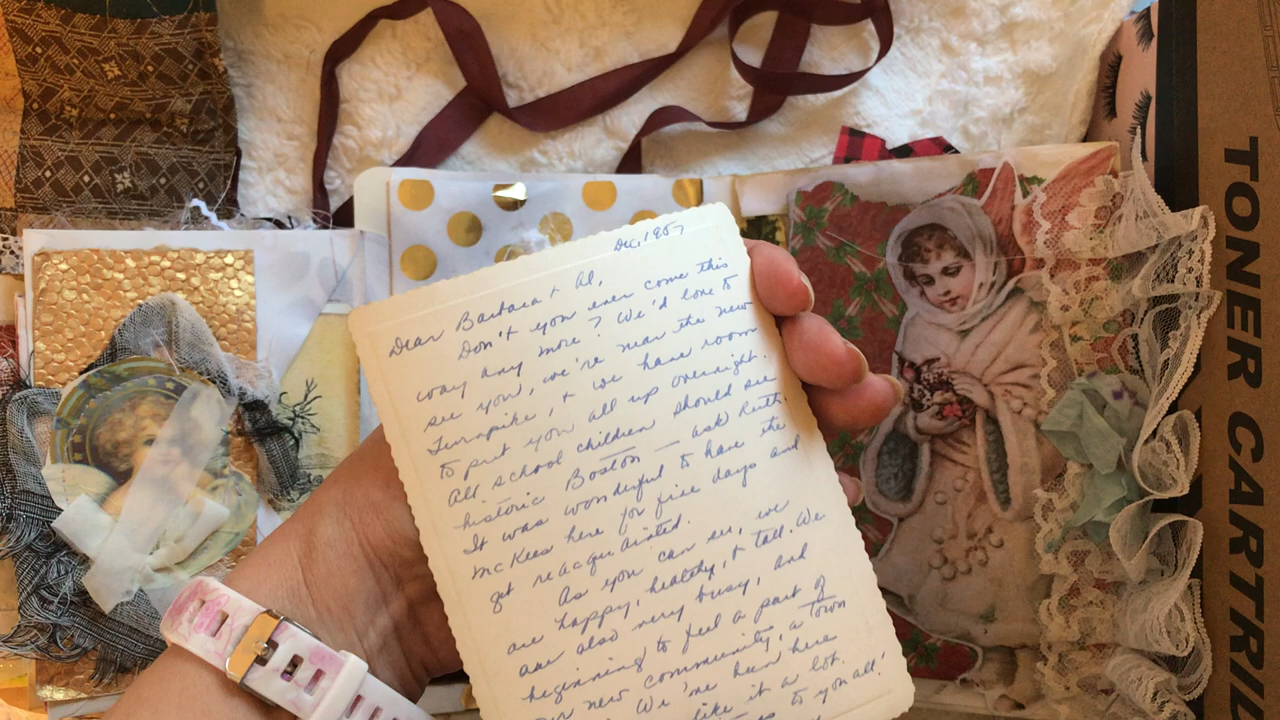 Dec, 1957
Dear Barbara + Al,
Don't you ever come this
way any more? We'd love to
see you, we're near the new
Turnpike, + we have room
to put you all up overnight.
All school children should see
historic Boston — ask Ruth.
It was wonderful to have the
McKees here for five days and
get reacquainted.
As you can see, we
are happy, healthy, + tall. We
are also very busy, and
beginning to feel a part of
our new community, a town
We've been here
like it a lot.
to you all!
TONER CARTRID